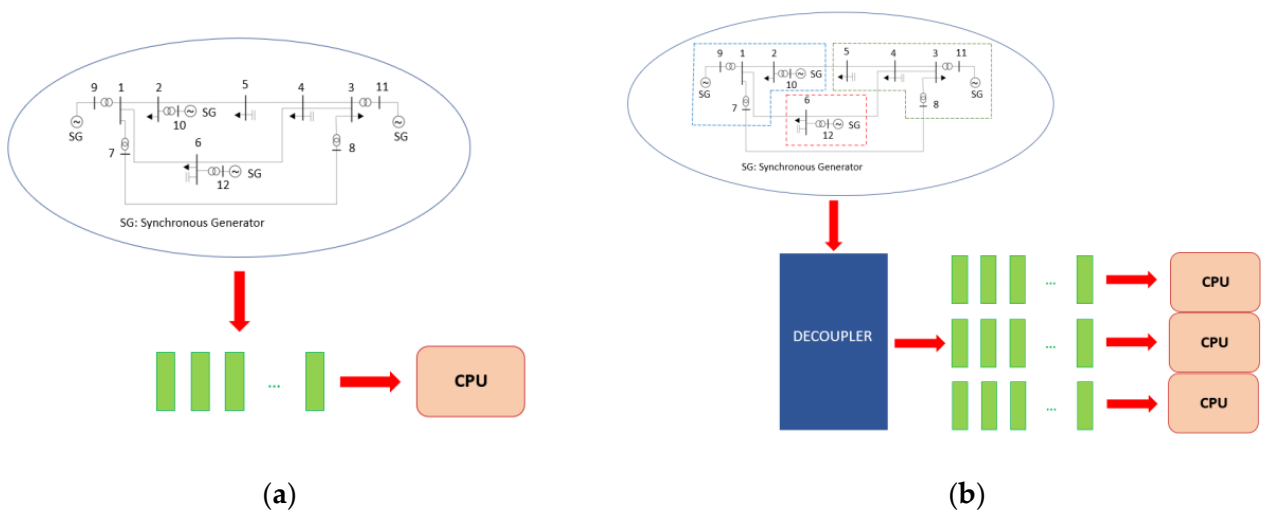 9 1 2 5 4 3 11
SG
10
SG
SG
6
7
8
12
SG
SG: Synchronous Generator
...
CPU
(a)
9 1 2 5 4 3 11
SG
10
SG
SG
7
6
8
12
SG
SG: Synchronous Generator
DECOUPLER
...
CPU
...
CPU
...
CPU
(b)